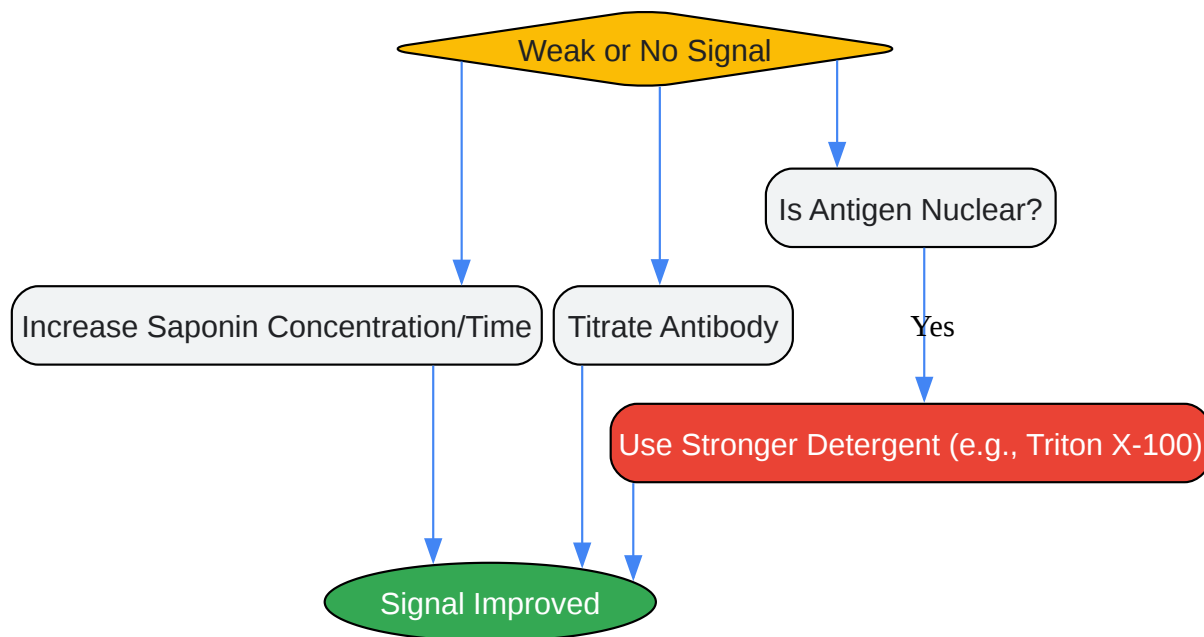 Weak or No Signal
Is Antigen Nuclear?
Increase Saponin Concentration/Time
Titrate Antibody
Yes
Use Stronger Detergent (e.g., Triton X-100)
Signal Improved